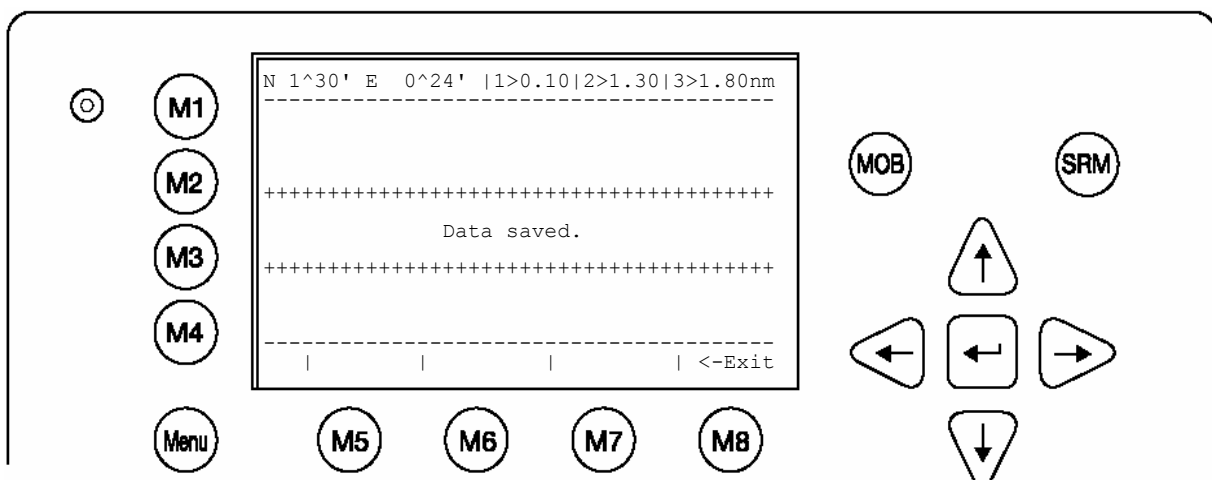 N 1^30' E  0^24' |1>0.10|2>1.30|3>1.80nm
----------------------------------------
M1
M2
MOB
SRM
++++++++++++++++++++++++++++++++++++++++
Data saved.
M3
++++++++++++++++++++++++++++++++++++++++
M4
----------------------------------------
|        |         |         | <-Exit
Menu
M5
M6
M7
M8